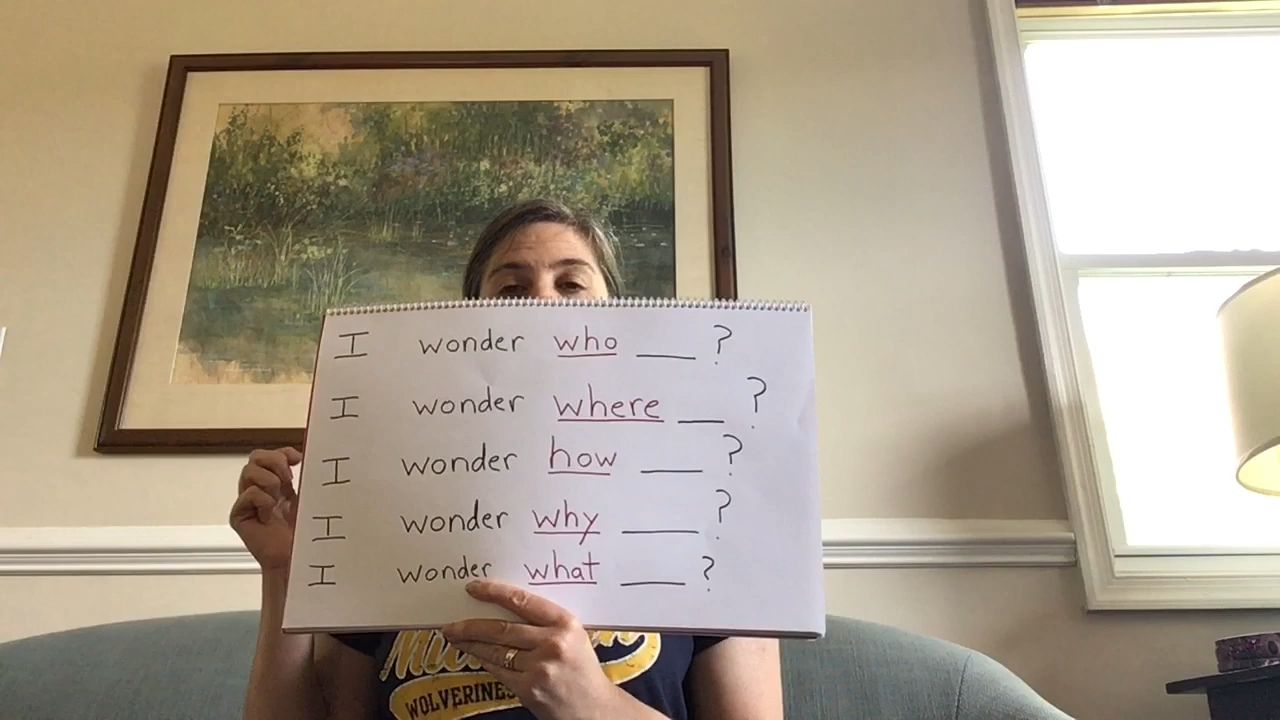 I wonder who ___ ?
I wonder where ___ ?
I wonder how ___ ?
I wonder why ___ ?
I wonder what ___ ?
WOLVERINES